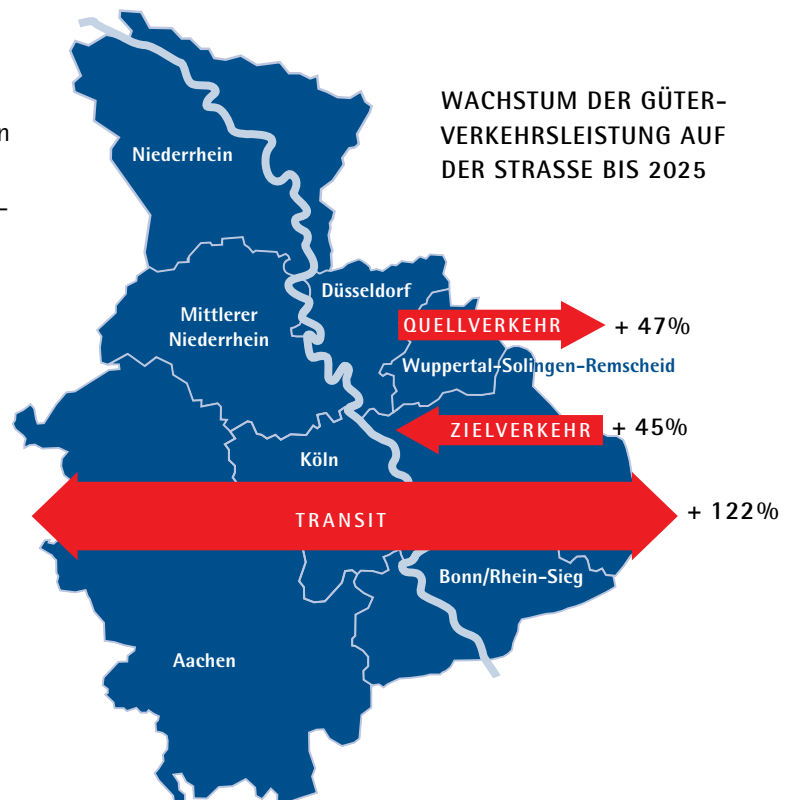 n
–
WACHSTUM DER GÜTER-
VERKEHRSLEISTUNG AUF
DER STRASSE BIS 2025
Niederrhein
Düsseldorf
Mittlerer
Niederrhein
QUELLVERKEHR
+ 47%
Wuppertal-Solingen-Remscheid
ZIELVERKEHR
+ 45%
Köln
TRANSIT
+ 122%
Bonn/Rhein-Sieg
Aachen